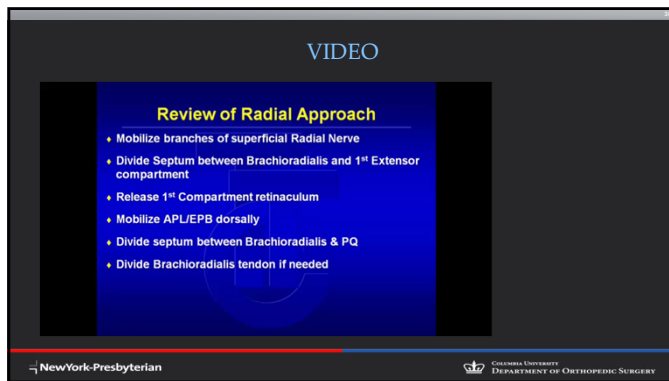 VIDEO
Review of Radial Approach
Mobilize branches of superficial Radial Nerve
Divide Septum between Brachioradialis and 1st Extensor
compartment
Release 1st Compartment retinaculum
Mobilize APL/EPB dorsally
Divide septum between Brachioradialis & PQ
Divide Brachioradialis tendon if needed
NewYork-Presbyterian
COLUMBIA UNIVERSITY
DEPARTMENT OF ORTHOPEDIC SURGERY